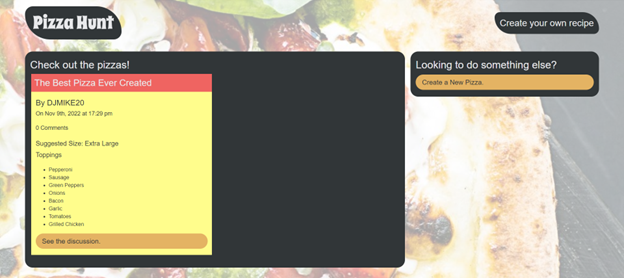 Pizza Hunt
Create your own recipe
Check out the pizzas!
The Best Pizza Ever Created
By DJMIKE20
On Nov 9th, 2022 at 17:29 pm
0 Comments
Suggested Size: Extra Large
Toppings
Pepperoni
Sausage
Green Peppers
Onions
Bacon
Garlic
Tomatoes
Grilled Chicken
See the discussion.
Looking to do something else?
Create a New Pizza.